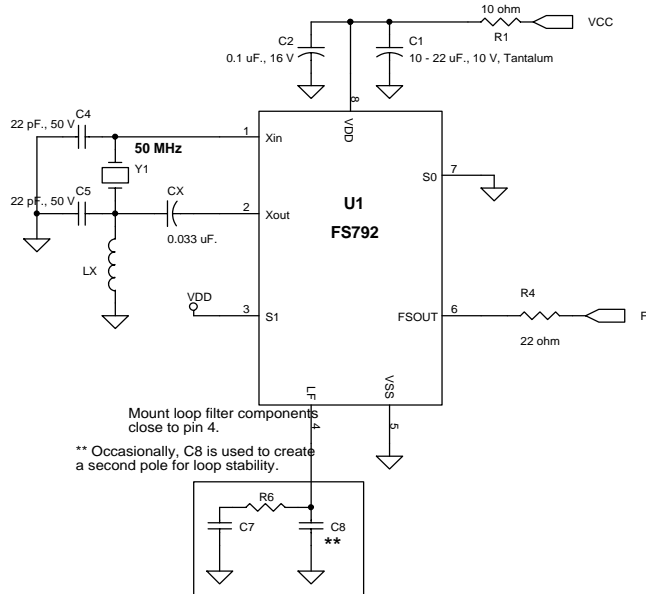 10 ohm
R1
VCC
C2
0.1 uF., 16 V
C1
10 - 22 uF., 10 V, Tantalum
8
VDD
22 pF., 50 V
C4
50 MHz
Y1
1
Xin
S0
7
U1
FS792
22 pF., 50 V
C5
CX
0.033 uF.
2
Xout
LX
VDD
3
S1
FSOUT
6
R4
22 ohm
F
LF
4
VSS
5
Mount loop filter components
close to pin 4.
** Occasionally, C8 is used to create
a second pole for loop stability.
R6
C7
C8
**